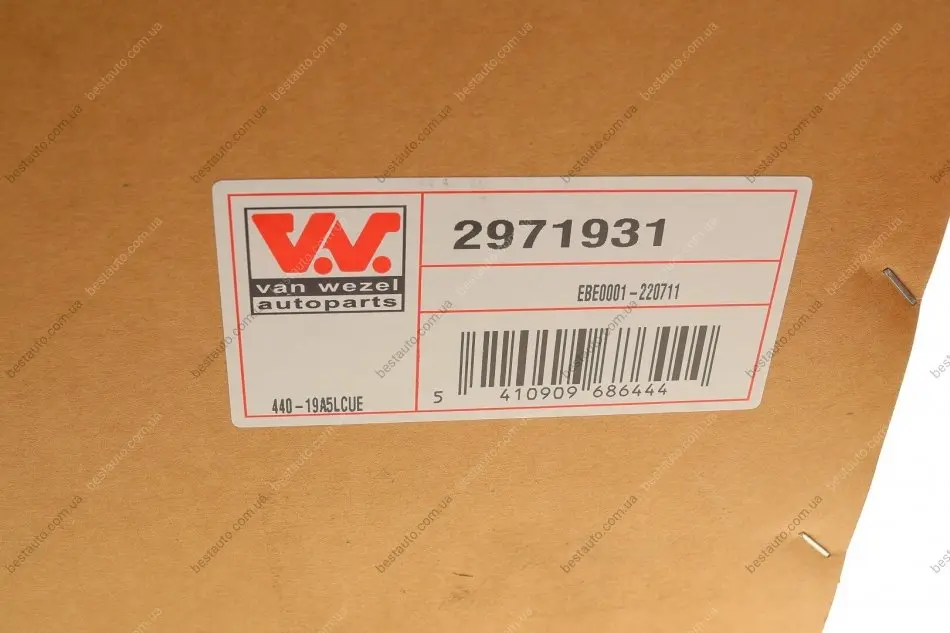 van wezel
autoparts
2971931
EBE0001-220711
5 410909 686444
440-19A5LCUE
bestauto.com.ua